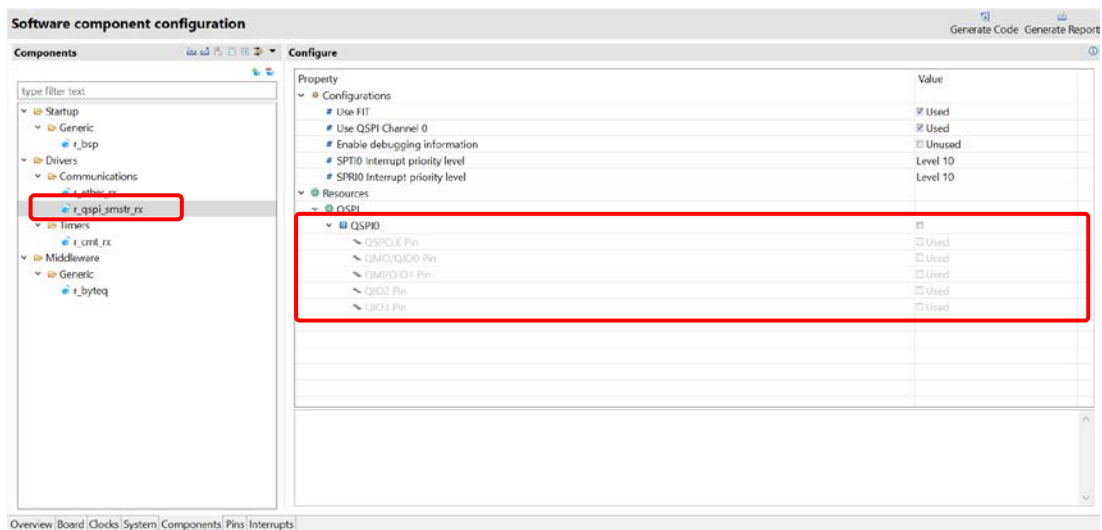 Software component configuration
Generate Code Generate Report
Components
Configure
type filter text
Startup
Generic
r_bsp
Drivers
Communications
r_ether_rx
r_qspi_smstr_rx
Timers
r_cmt_rx
Middleware
Generic
r_byteq
Property Value
Configurations
Use FIT Used
Use QSPI Channel 0 Used
Enable debugging information Unused
SPTI0 Interrupt priority level Level 10
SPRI0 Interrupt priority level Level 10
Resources
QSPI
QSPI0
QSPCLK Pin Used
QMO/QIO0 Pin Used
QMI/QIO1 Pin Used
QIO2 Pin Used
QIO3 Pin Used
Overview Board Clocks System Components Pins Interrupts